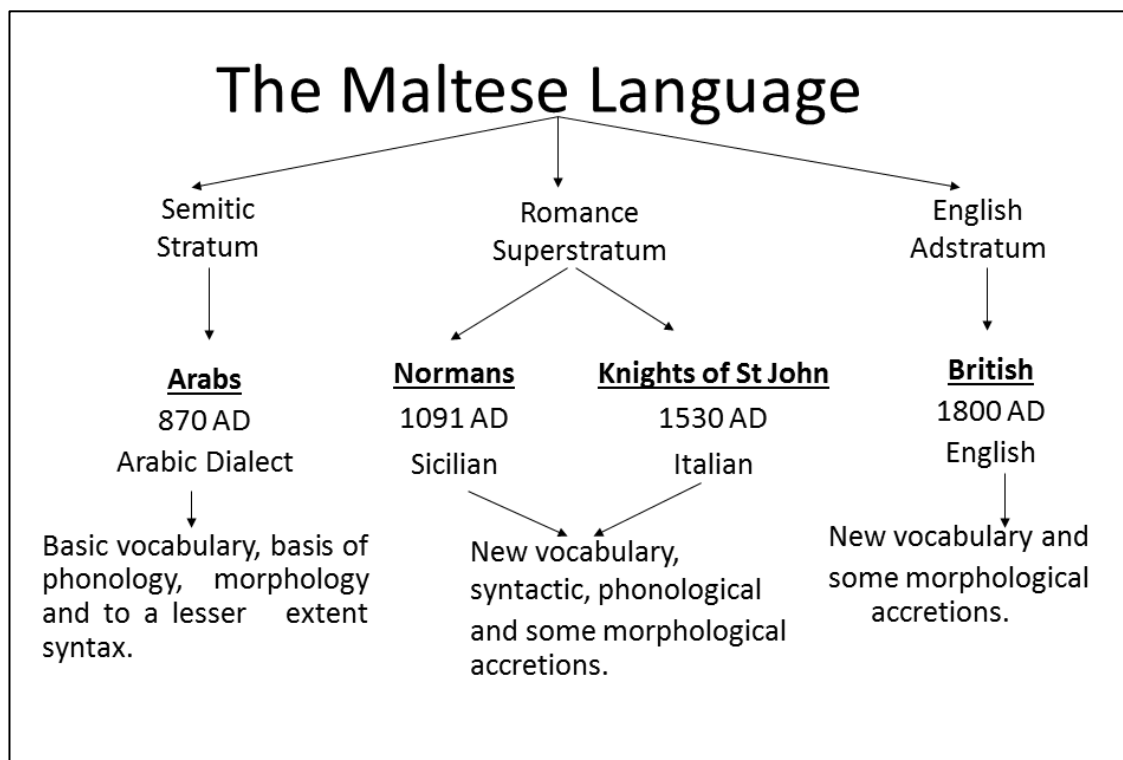 The Maltese Language
Semitic
Stratum
Romance
Superstratum
English
Adstratum
Arabs
870 AD
Arabic Dialect
Normans
1091 AD
Sicilian
Knights of St John
1530 AD
Italian
British
1800 AD
English
Basic vocabulary, basis of
phonology, morphology
and to a lesser extent
syntax.
New vocabulary,
syntactic, phonological
and some morphological
accretions.
New vocabulary and
some morphological
accretions.